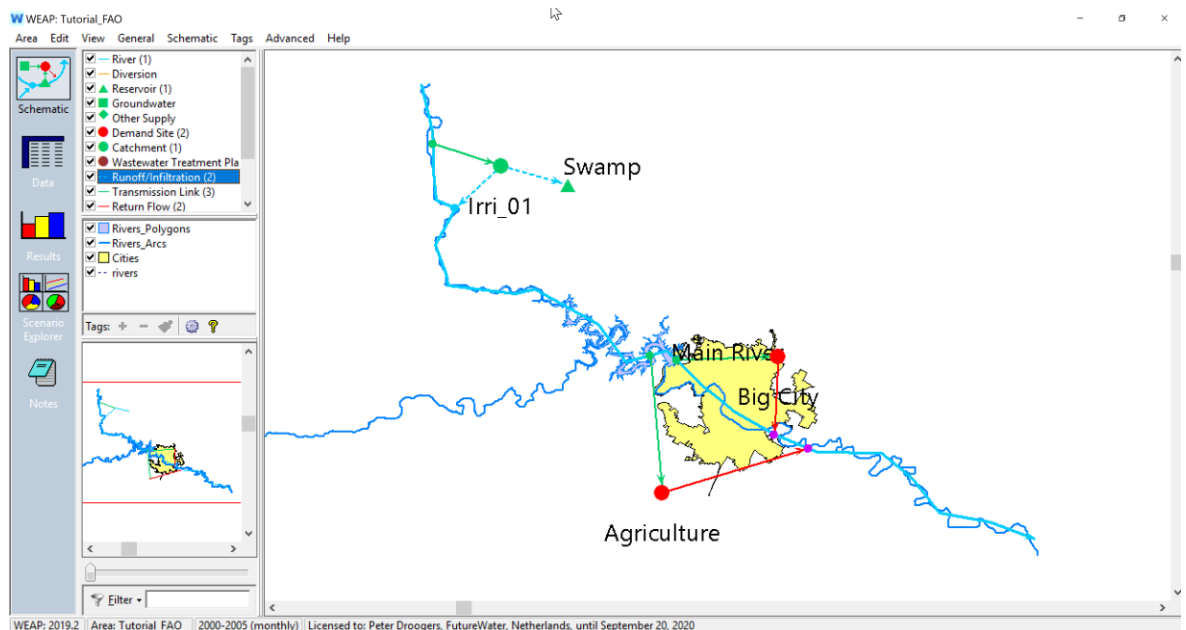 WEAP: Tutorial_FAO
Area Edit View General Schematic Tags Advanced Help
Schematic
Data
Results
Scenario
Explorer
Notes
River (1)
Diversion
Reservoir (1)
Groundwater
Other Supply
Demand Site (2)
Catchment (1)
Wastewater Treatment Pla
Runoff/Infiltration (2)
Transmission Link (3)
Return Flow (2)
Rivers_Polygons
Rivers_Arcs
Cities
rivers
Tags:
Filter
Swamp
Irri_01
Main River
Big City
Agriculture
WEAP: 2019.2 Area: Tutorial_FAO 2000-2005 (monthly) Licensed to: Peter Droogers, FutureWater, Netherlands, until September 20, 2020